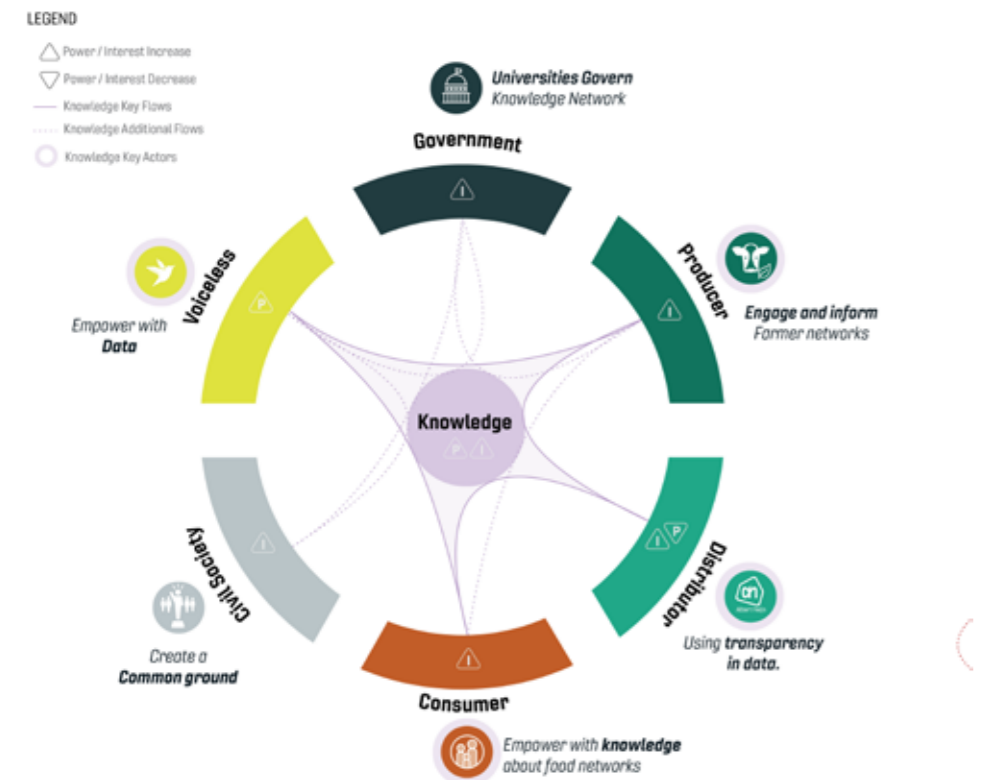 LEGEND
Power / Interest Increase
Power / Interest Decrease
Knowledge Key Flows
Knowledge Additional Flows
Knowledge Key Actors
Universities Govern
Knowledge Network
Government
I
Voiceless
P
Empower with
Data
Producer
I
Engage and inform
Farmer networks
Knowledge
P I
Civil Society
I
Create a
Common ground
Distributor
I P
Using transparency
in data.
I
Consumer
Empower with knowledge
about food networks